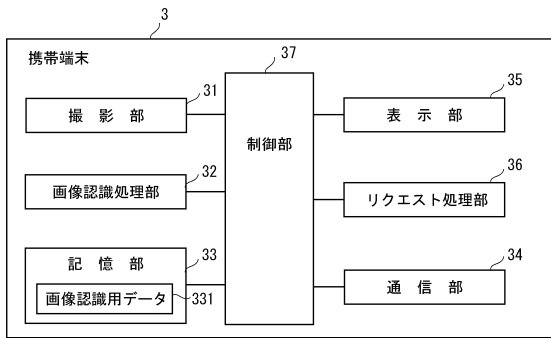 3
携帯端末
37
31
撮影部
制御部
35
表示部
32
画像認識処理部
36
リクエスト処理部
33
記憶部
画像認識用データ
331
34
通信部